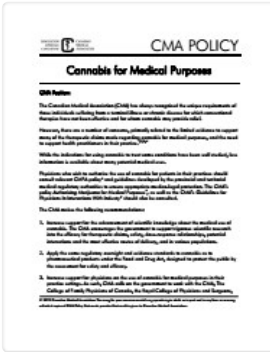 CMA POLICY
Cannabis for Medical Purposes
CMA Position:
The Canadian Medical Association (CMA) has always recognized the unique requirements of
those individuals suffering from a terminal illness or chronic disease for which conventional
therapies have not been effective and for whom cannabis may provide relief.
However, there are a number of concerns, primarily related to the limited evidence to support
many of the therapeutic claims made regarding cannabis for medical purposes, and the need
to support health practitioners in their practice.
While the indications for using cannabis to treat some conditions have been well studied, less
information is available about many potential medical uses.
Physicians who wish to authorize the use of cannabis for patients in their practices should
consult relevant CMPA policy and guidelines developed by the provincial and territorial
medical regulatory authorities to ensure appropriate medicolegal protection. The CMA's
policy Authorizing Marijuana for Medical Purposes, as well as the CMA's Guidelines for
Physicians In Interactions With Industry should also be consulted.
The CMA makes the following recommendations:
1. Increase support for the advancement of scientific knowledge about the medical use of
cannabis. The CMA encourages the government to support rigorous scientific research
into the efficacy for therapeutic claims, safety, dose-response relationships, potential
interactions and the most effective routes of delivery, and in various populations.
2. Apply the same regulatory oversight and evidence standards to cannabis as to
pharmaceutical products under the Food and Drug Act, designed to protect the public by
the assessment for safety and efficacy.
3. Increase support for physicians on the use of cannabis for medical purposes in their
practice settings. As such, CMA calls on the government to work with the CMA, The
College of Family Physicians of Canada, the Royal College of Physicians and Surgeons,